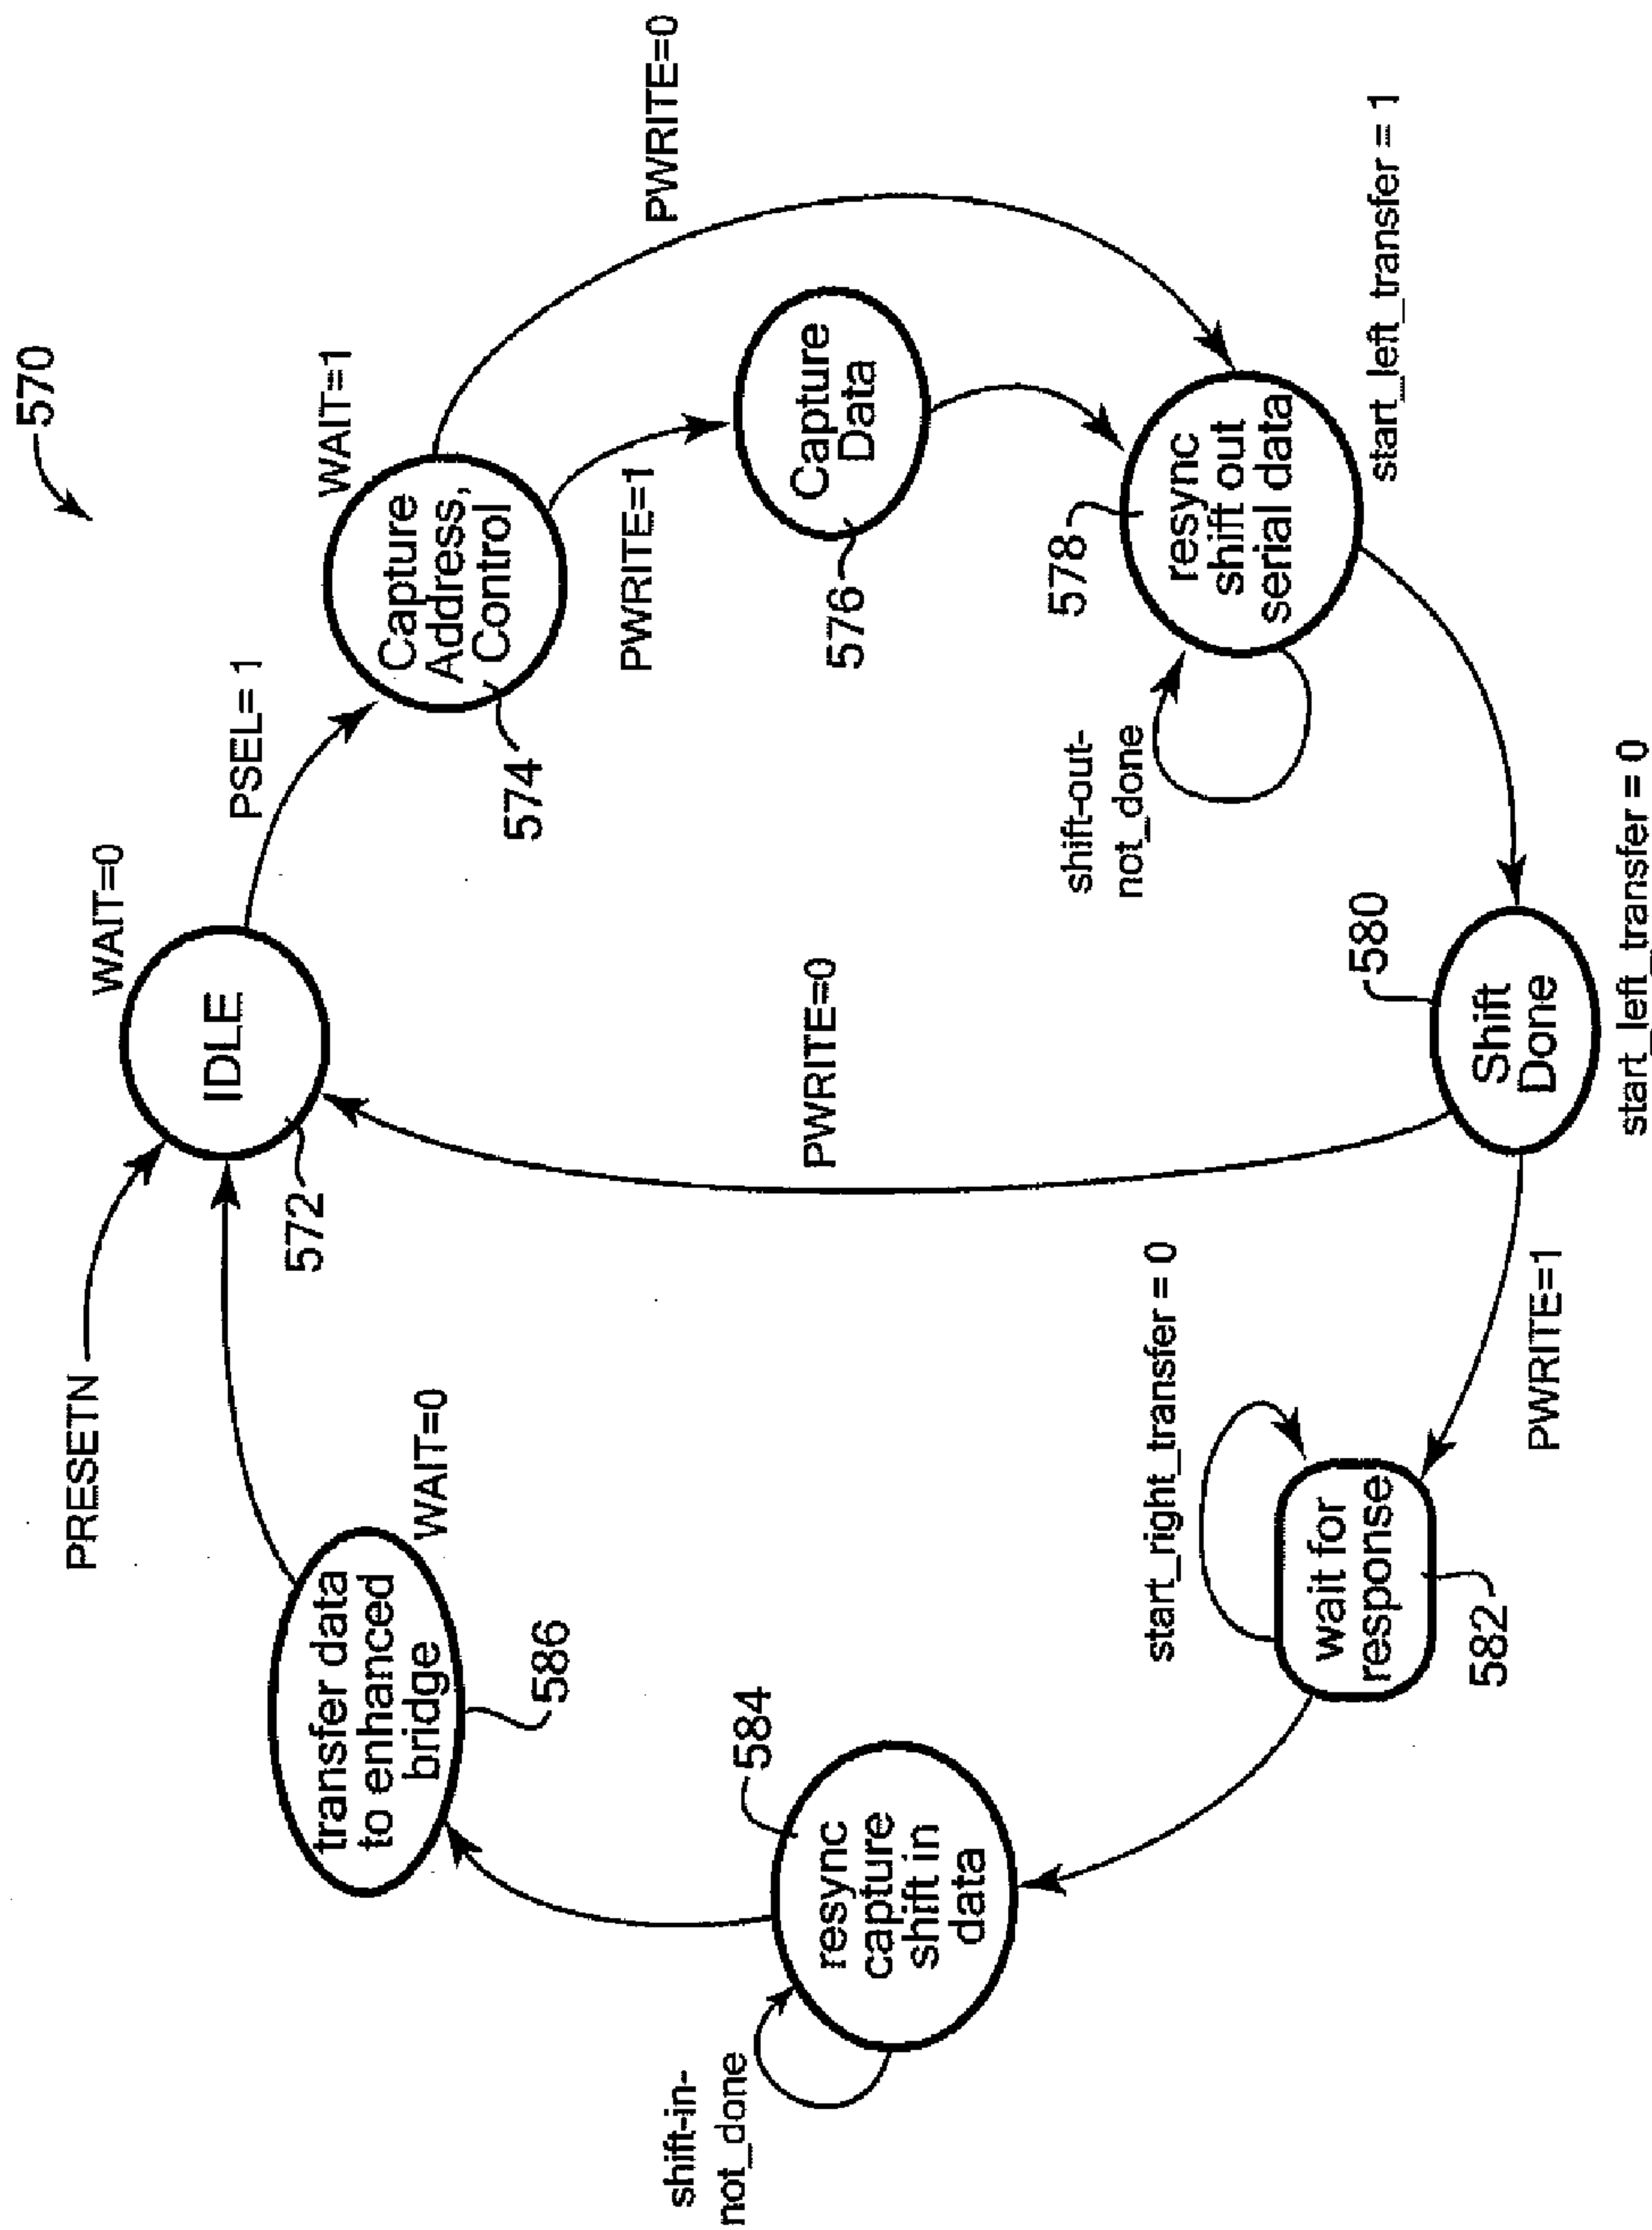 570
PRESETN
WAIT=0
IDLE
572
PSEL=1
WAIT=1
Capture
Address,
Control
574
PWRITE=0
PWRITE=1
Capture
Data
576
578
resync
shift out
serial data
start_left_transfer = 1
shift-out-
not_done
580
Shift
Done
start_left_transfer = 0
PWRITE=0
PWRITE=1
start_right_transfer = 0
wait for
response
582
584
resync
capture
shift in
data
shift-in-
not_done
transfer data
to enhanced
bridge
WAIT=0
586